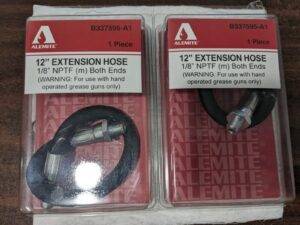 B337595-A1
ALEMITE
1 Piece
12" EXTENSION HOSE
1/8" NPTF (m) Both Ends
(WARNING: For use with hand
operated grease guns only)
ALEMITE
B337595-A1
ALEMITE
1 Piece
12" EXTENSION HOSE
1/8" NPTF (m) Both Ends
(WARNING: For use with hand
operated grease guns only)
ALEMITE